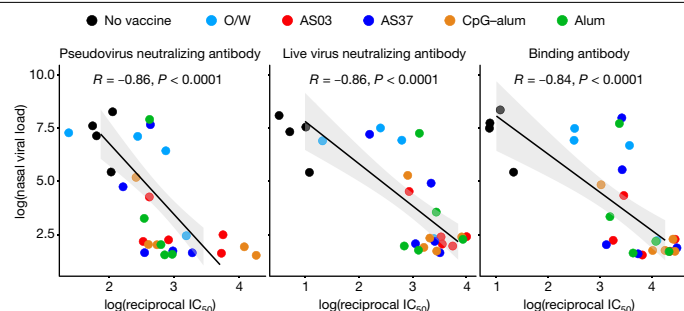 No vaccine O/W AS03 AS37 CpG–alum Alum
Pseudovirus neutralizing antibody Live virus neutralizing antibody Binding antibody
R = –0.86, P < 0.0001 R = –0.86, P < 0.0001 R = –0.84, P < 0.0001
log(nasal viral load)
10.0
7.5
5.0
2.5
2 3 4 1 2 3 4 1 2 3 4
log(reciprocal IC50) log(reciprocal IC50) log(reciprocal IC50)